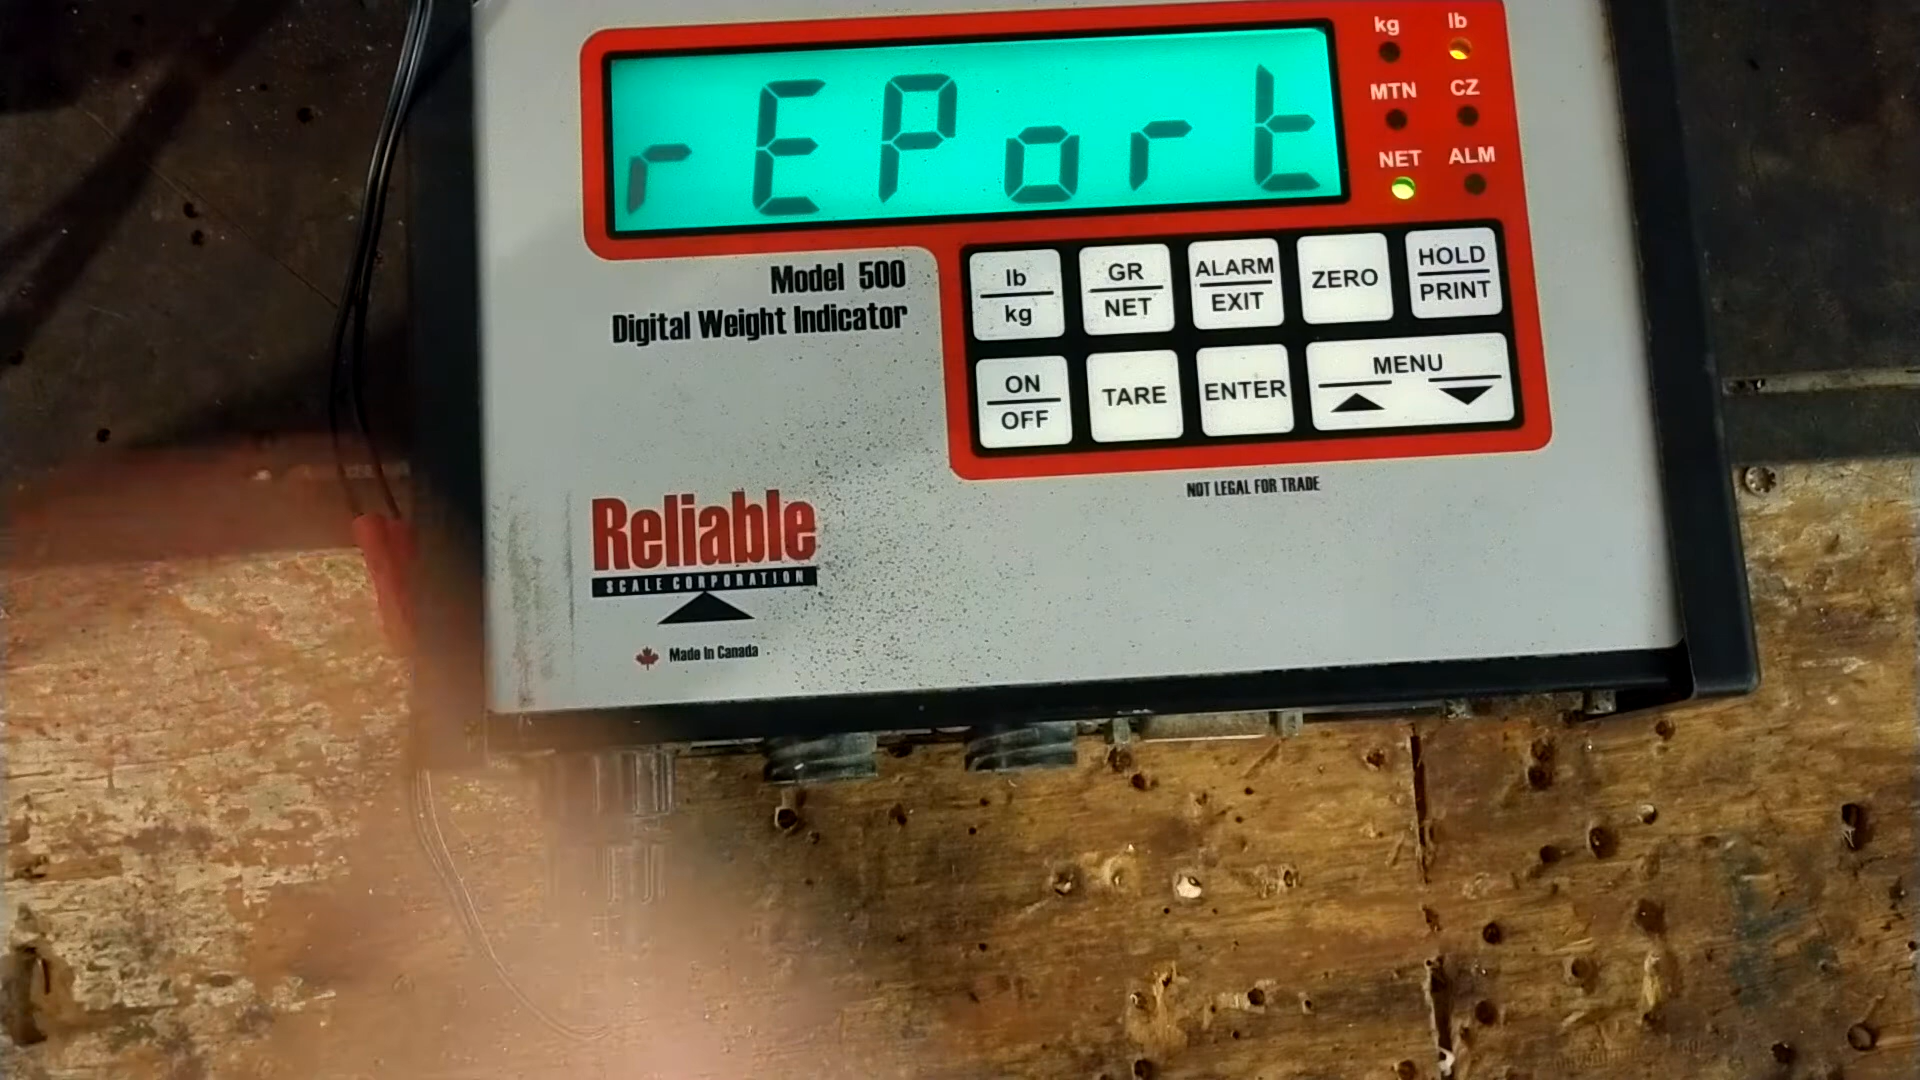 rEPort
kg lb
MTN CZ
NET ALM
Model 500
Digital Weight Indicator
lb
kg
GR
NET
ALARM
EXIT
ZERO
HOLD
PRINT
ON
OFF
TARE
ENTER
MENU
NOT LEGAL FOR TRADE
Reliable
SCALE CORPORATION
Made In Canada